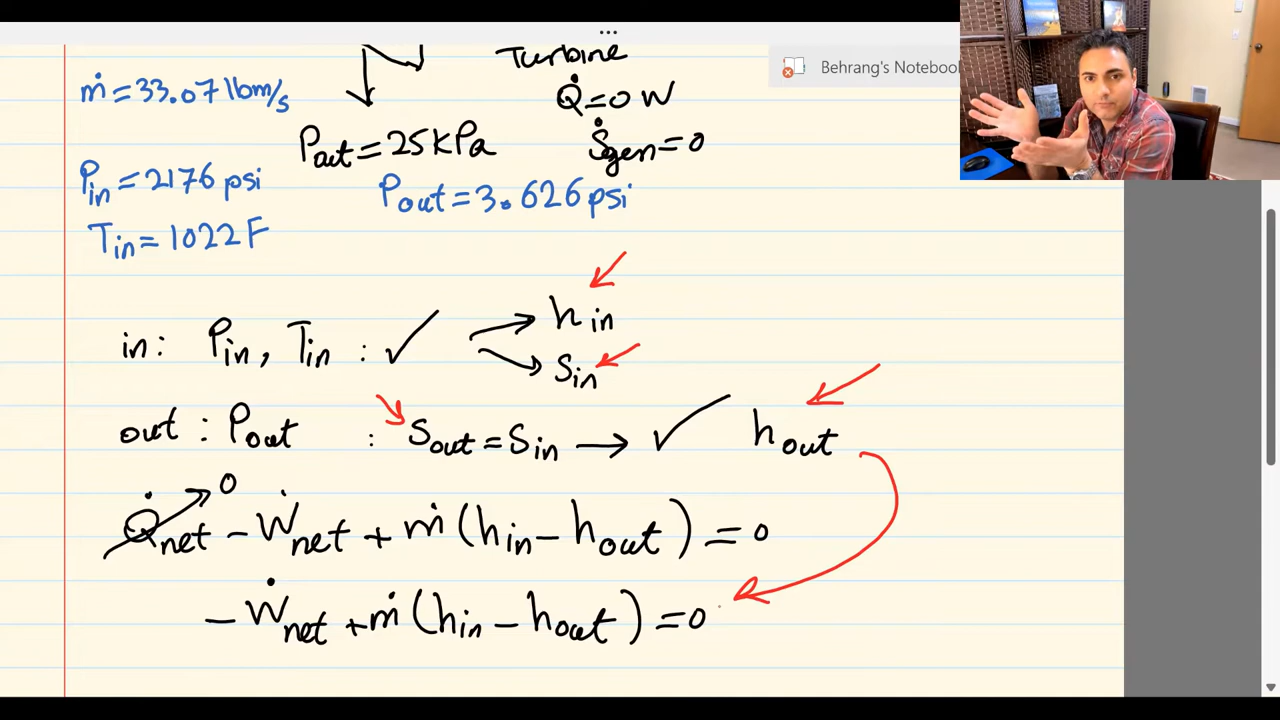 ...
Turbine
Behrang's Notebook
ṁ = 33.07 lbm/s
Q̇ = 0 W
Pout = 25 kPa
Ṡgen = 0
Pin = 2176 psi
Pout = 3.626 psi
Tin = 1022 F
in: Pin, Tin : ✓ → hin
→ sin
out : Pout : sout = sin → ✓ hout
Q̇net 0 - Ẇnet + ṁ (hin - hout) = 0
- Ẇnet + ṁ (hin - hout) = 0